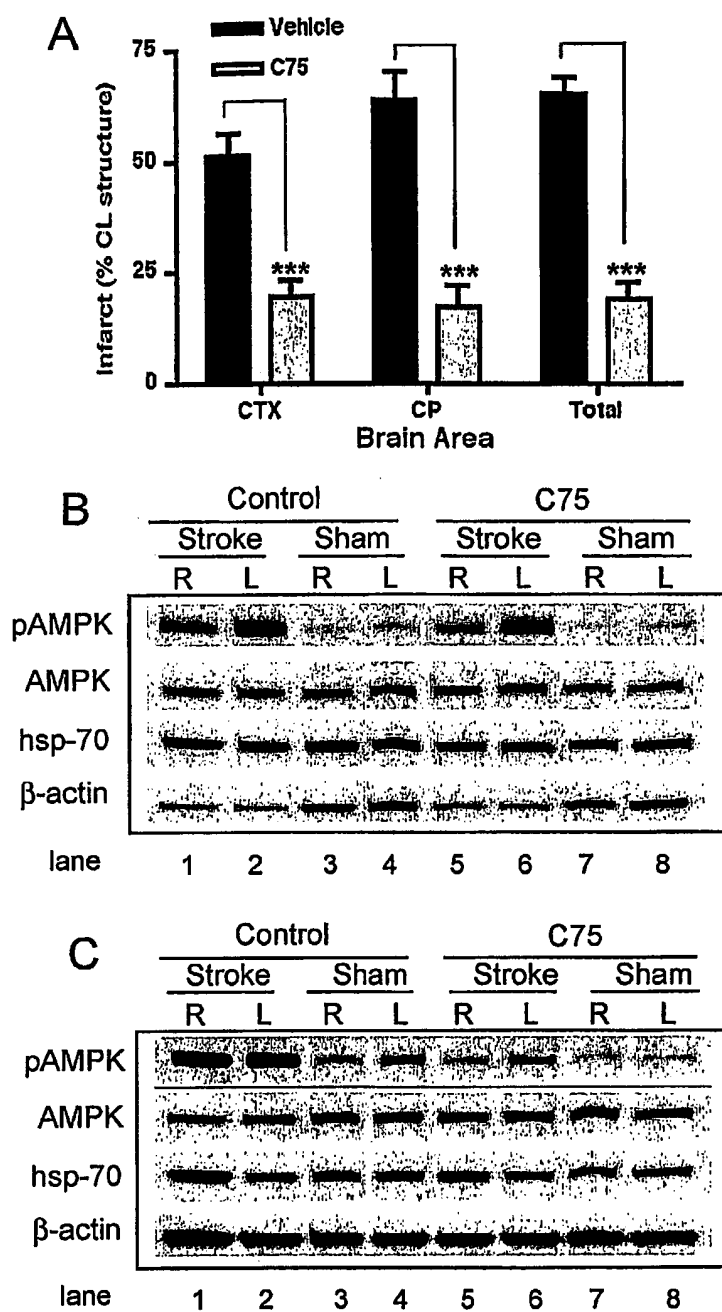 A
Vehicle
C75
Infarct (% CL structure)
75
50
25
0
*** *** ***
CTX CP Total
Brain Area
B
Control C75
Stroke Sham Stroke Sham
R L R L R L R L
pAMPK
AMPK
hsp-70
β-actin
lane 1 2 3 4 5 6 7 8
C
Control C75
Stroke Sham Stroke Sham
R L R L R L R L
pAMPK
AMPK
hsp-70
β-actin
lane 1 2 3 4 5 6 7 8